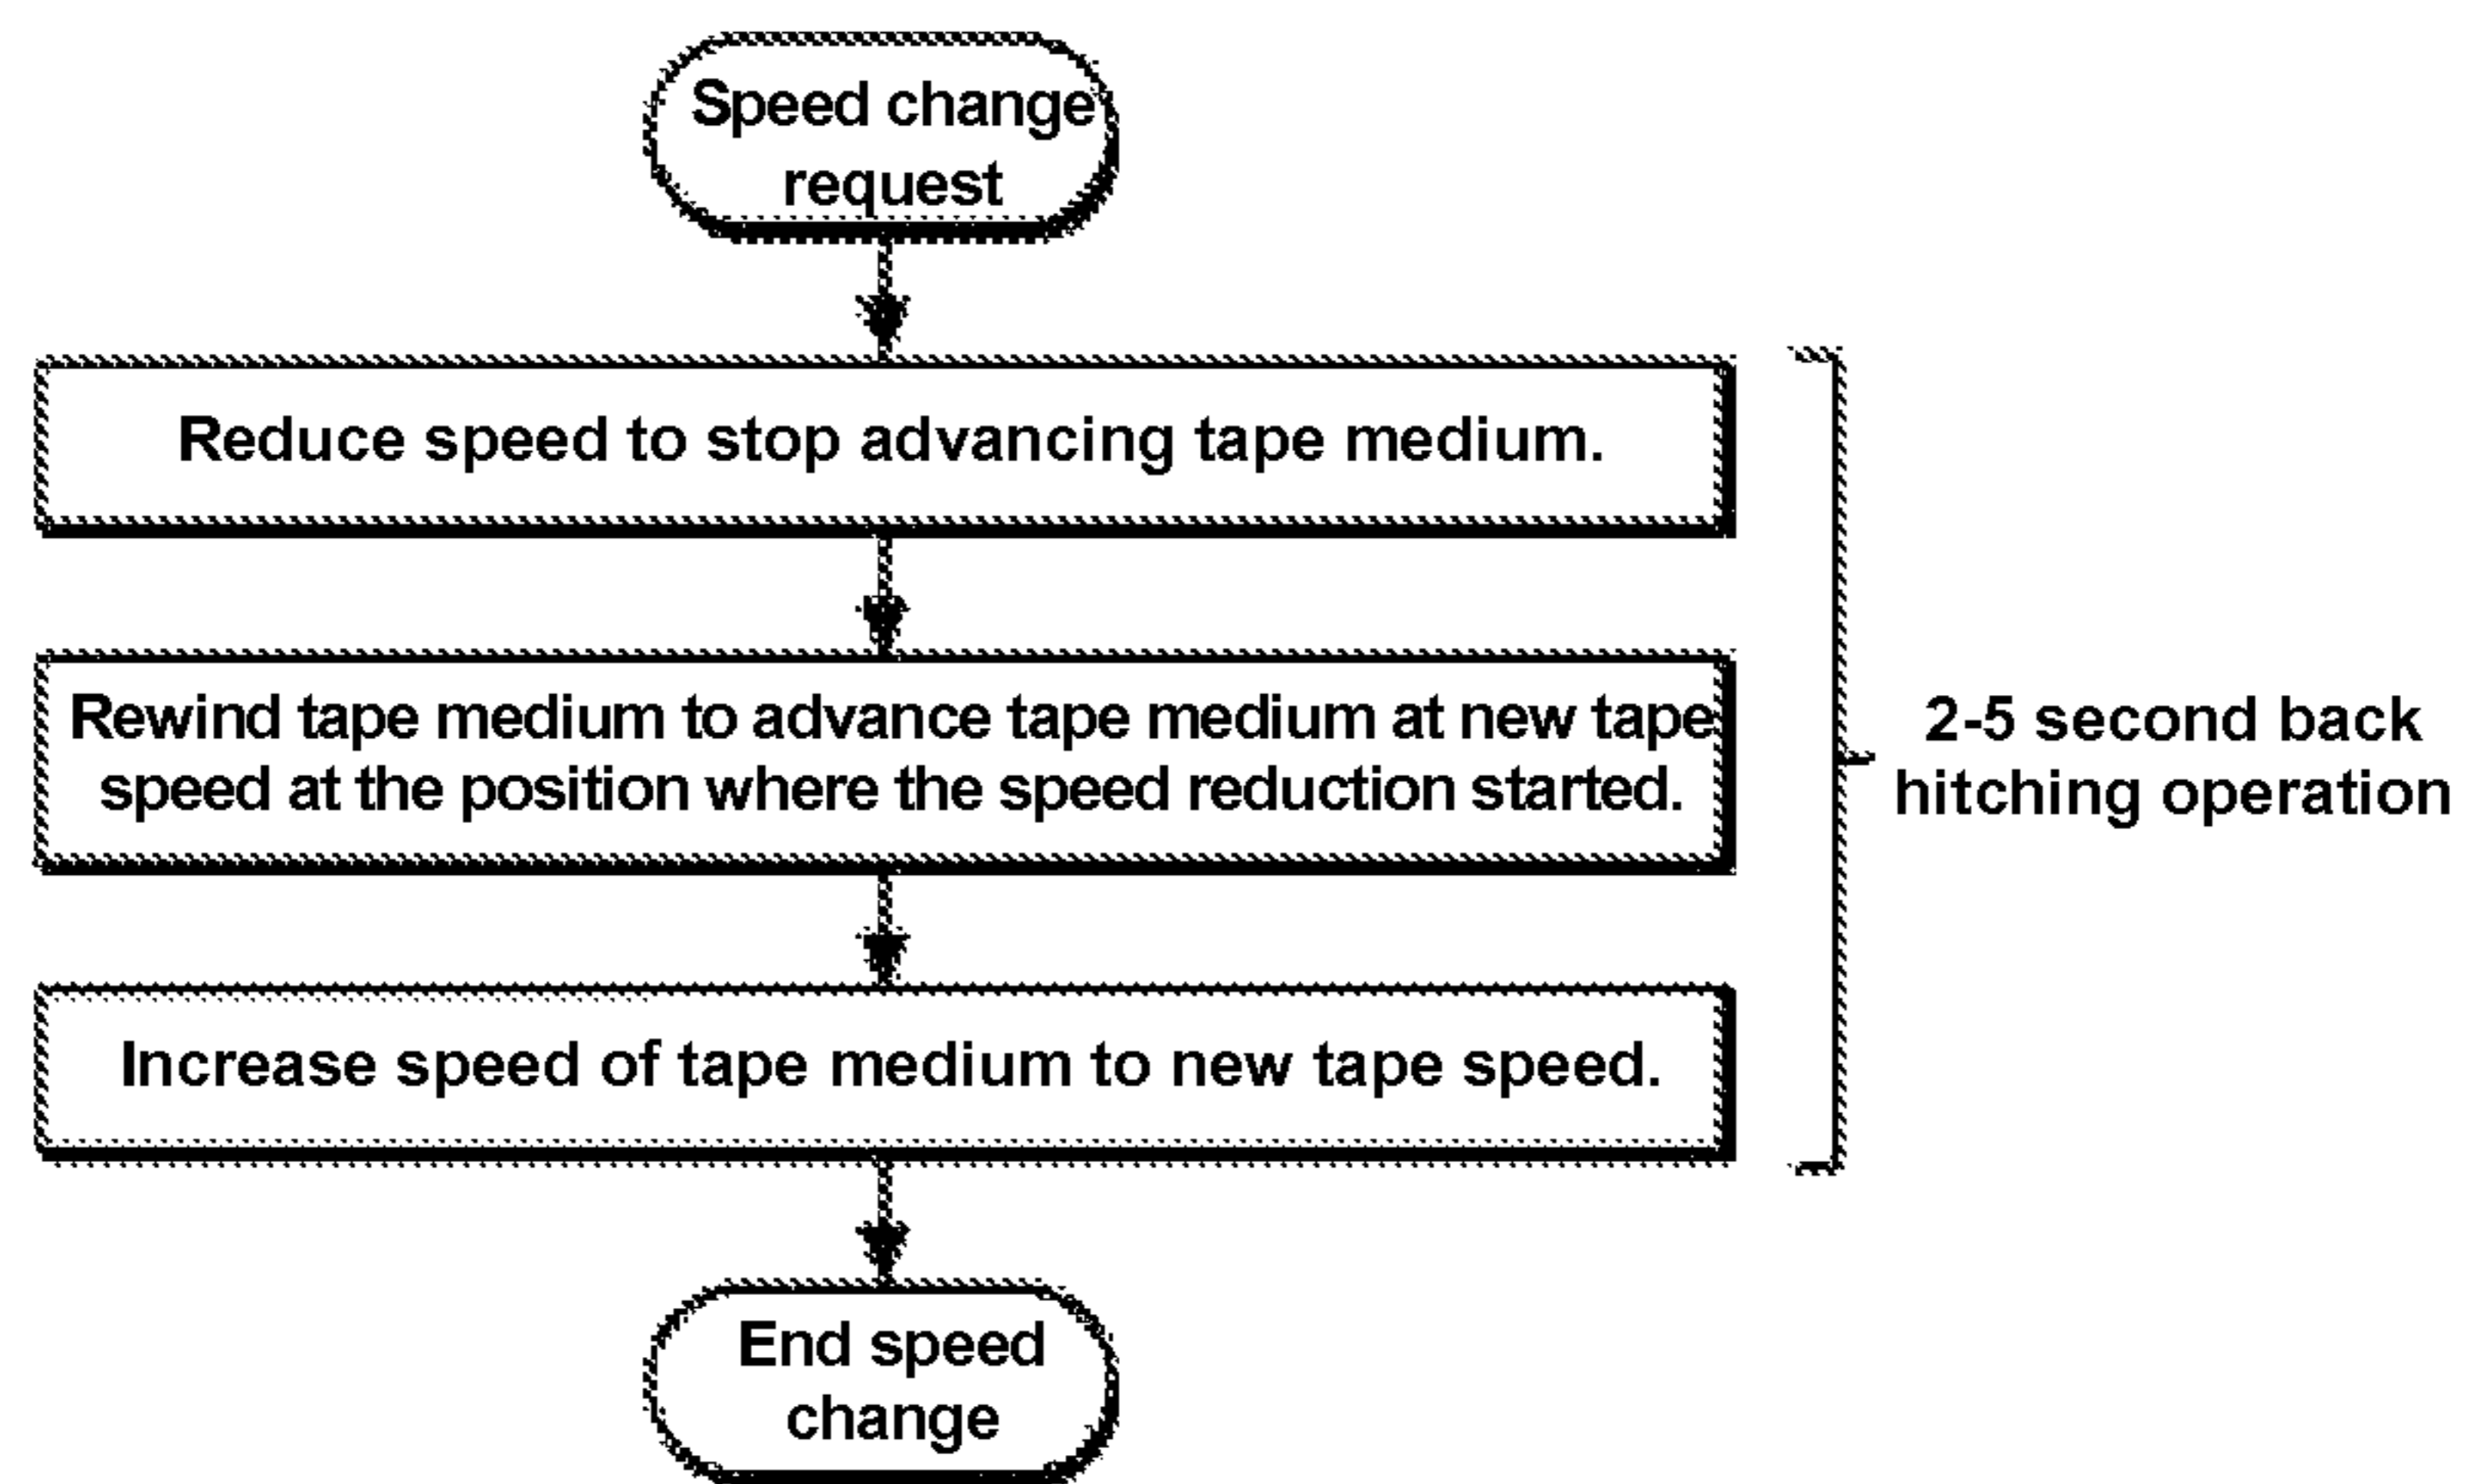 Speed change
request
Reduce speed to stop advancing tape medium.
Rewind tape medium to advance tape medium at new tape
speed at the position where the speed reduction started.
2-5 second back
hitching operation
Increase speed of tape medium to new tape speed.
End speed
change